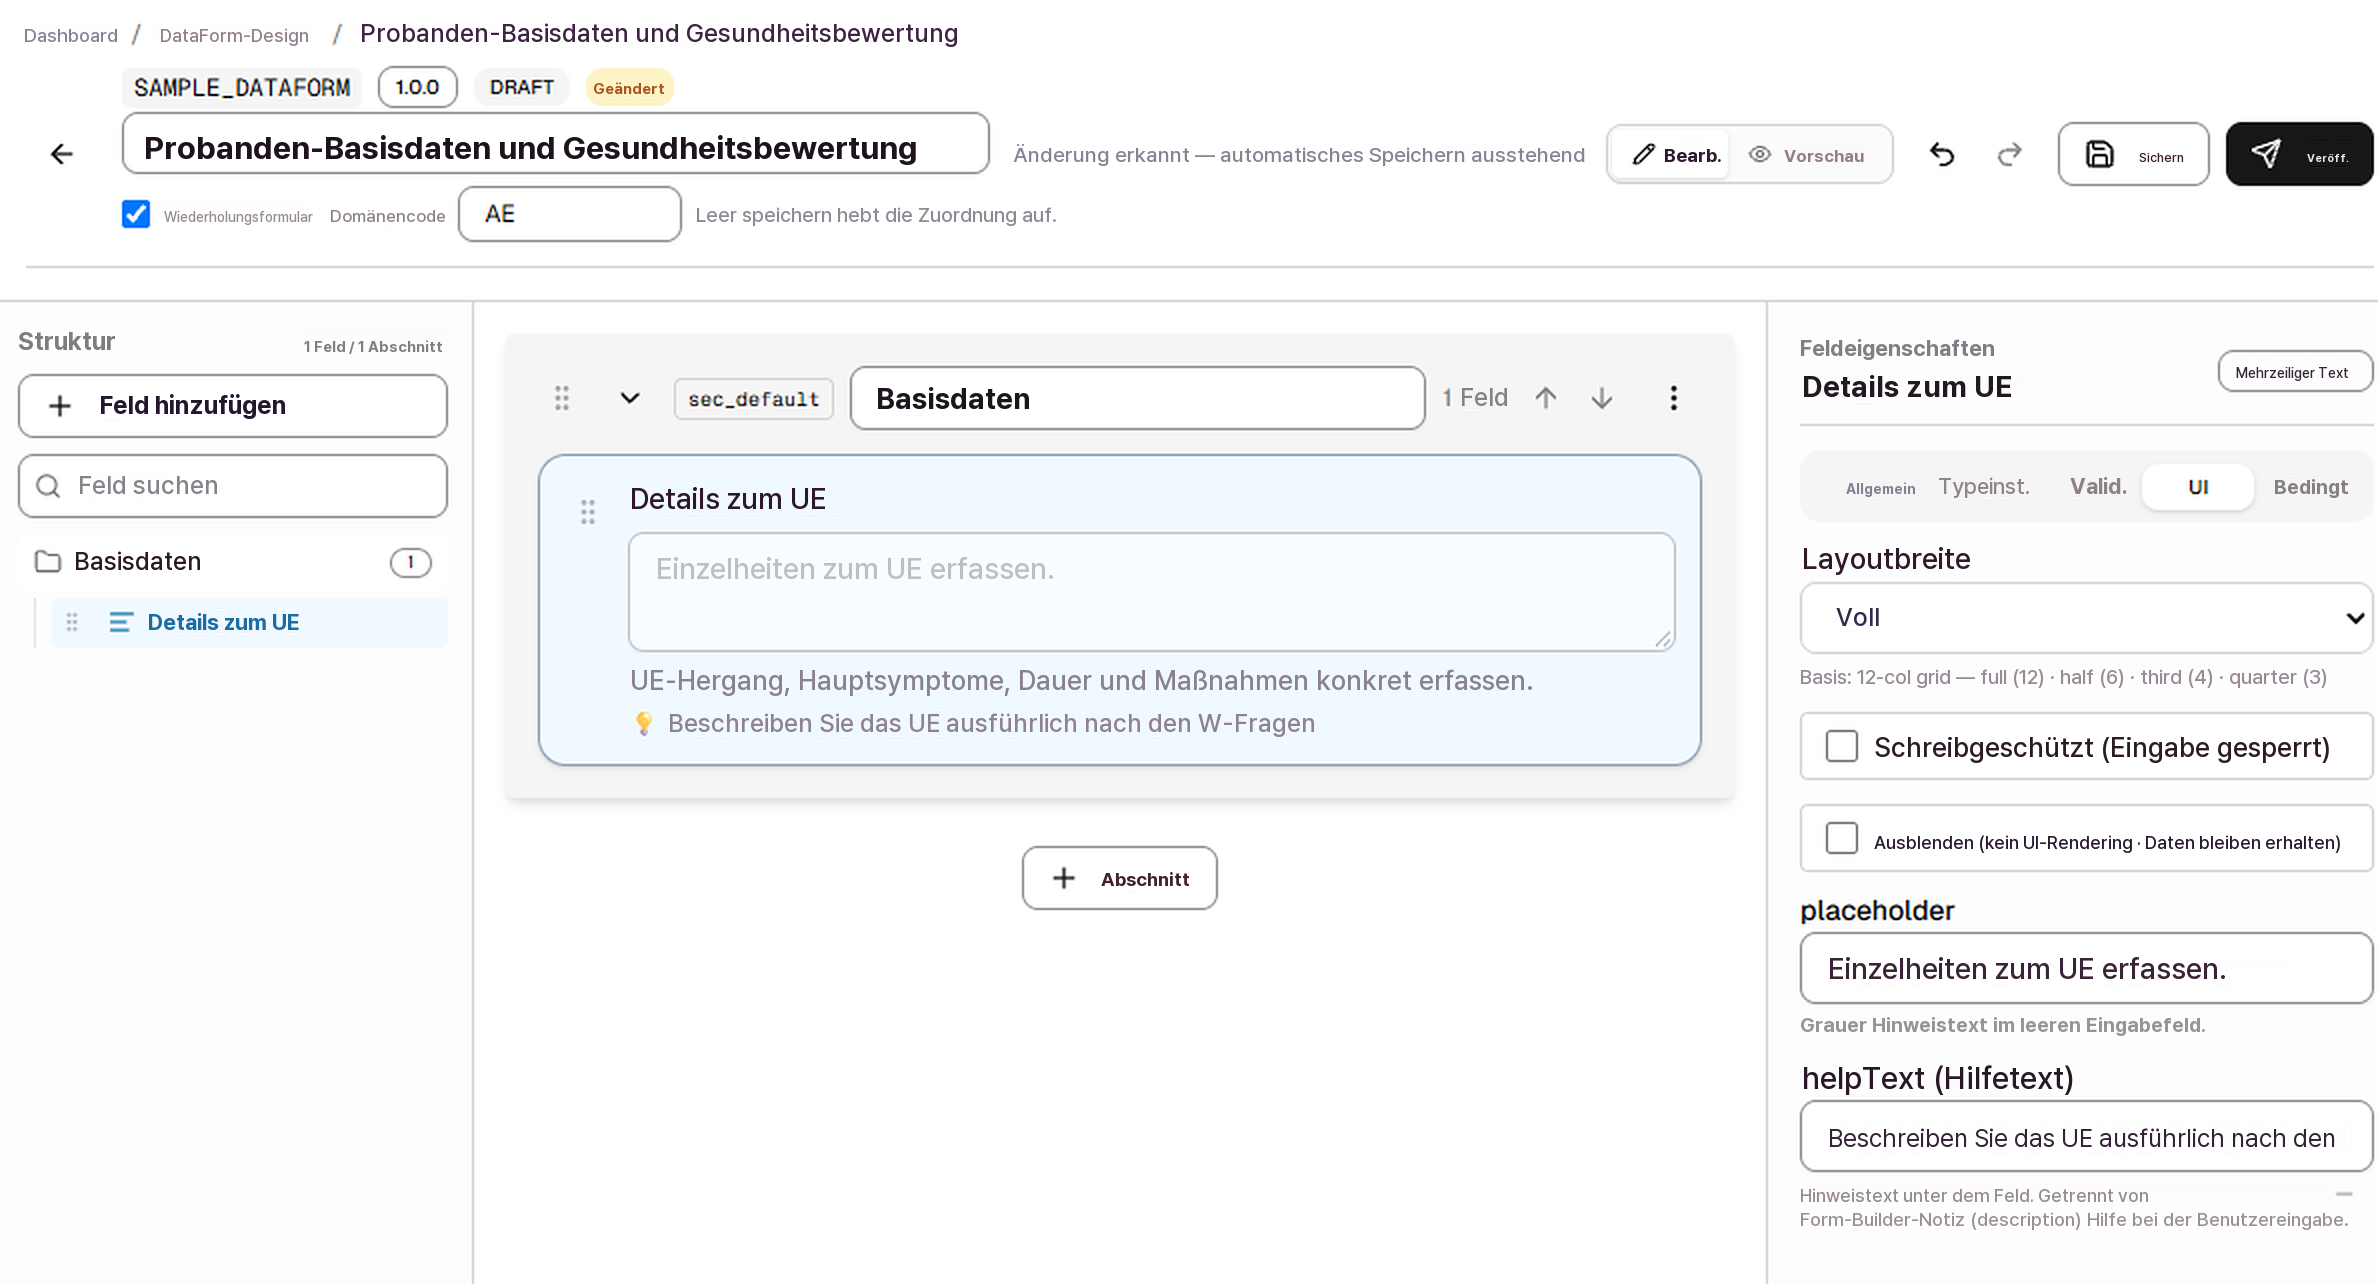 Dashboard / DataForm-Design / Probanden-Basisdaten und Gesundheitsbewertung
SAMPLE_DATAFORM 1.0.0 DRAFT Geändert
Probanden-Basisdaten und Gesundheitsbewertung
Änderung erkannt — automatisches Speichern ausstehend
Bearb. Vorschau
Sichern
Veröff.
Wiederholungsformular Domänencode AE Leer speichern hebt die Zuordnung auf.
Struktur 1 Feld / 1 Abschnitt
Feld hinzufügen
Feld suchen
Basisdaten 1
Details zum UE
sec_default Basisdaten 1 Feld
Details zum UE
Einzelheiten zum UE erfassen.
UE-Hergang, Hauptsymptome, Dauer und Maßnahmen konkret erfassen.
💡 Beschreiben Sie das UE ausführlich nach den W-Fragen
Abschnitt
Feldeigenschaften
Details zum UE
Mehrzeiliger Text
Allgemein Typeinst. Valid. UI Bedingt
Layoutbreite
Voll
Basis: 12-col grid — full (12) · half (6) · third (4) · quarter (3)
Schreibgeschützt (Eingabe gesperrt)
Ausblenden (kein UI-Rendering · Daten bleiben erhalten)
placeholder
Einzelheiten zum UE erfassen.
Grauer Hinweistext im leeren Eingabefeld.
helpText (Hilfetext)
Beschreiben Sie das UE ausführlich nach den
Hinweistext unter dem Feld. Getrennt von
Form-Builder-Notiz (description) Hilfe bei der Benutzereingabe.